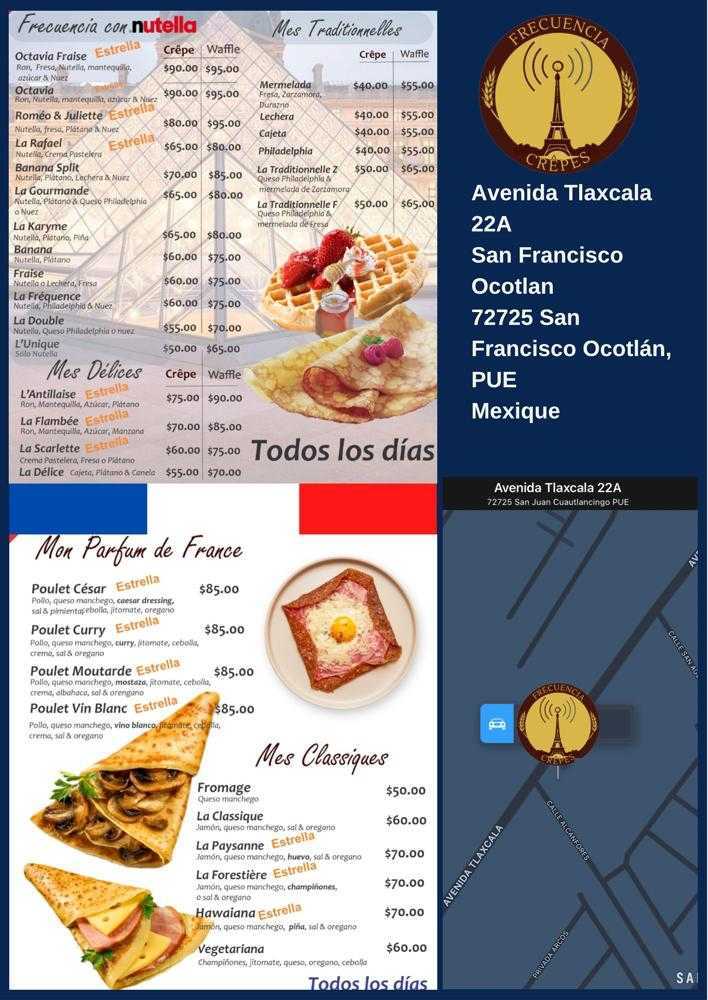 Frecuencia con nutella
Crêpe Waffle
Octavia Fraise Estrella $90.00 $95.00
Ron, Fresa, Nutella, mantequilla,
azúcar & Nuez
Octavia Estrella $90.00 $95.00
Ron, Nutella, mantequilla, azúcar & Nuez
Roméo & Juliette Estrella $80.00 $95.00
Nutella, fresa, Plátano & Nuez
La Rafael Estrella $65.00 $80.00
Nutella, Crema Pastelera
Banana Split $70.00 $85.00
Nutella, Plátano, Lechera & Nuez
La Gourmande $65.00 $80.00
Nutella, Plátano & Queso Philadelphia
o Nuez
La Karyme $65.00 $80.00
Nutella, Plátano, Piña
Banana $60.00 $75.00
Nutella, Plátano
Fraise $60.00 $75.00
Nutella o Lechera, Fresa
La Fréquence $60.00 $75.00
Nutella, Philadelphia & Nuez
La Double $55.00 $70.00
Nutella, Queso Philadelphia o nuez
L'Unique $50.00 $65.00
Solo Nutella
Mes Délices Crêpe Waffle
L'Antillaise Estrella $75.00 $90.00
Ron, Mantequilla, Azúcar, Plátano
La Flambée Estrella $70.00 $85.00
Ron, Mantequilla, Azúcar, Manzana
La Scarlette Estrella $60.00 $75.00
Crema Pastelera, Fresa o Plátano
La Délice Cajeta, Plátano & Canela $55.00 $70.00
Mes Traditionnelles
Crêpe Waffle
Mermelada $40.00 $55.00
Fresa, Zarzamora,
Durazno
Lechera $40.00 $55.00
Cajeta $40.00 $55.00
Philadelphia $40.00 $55.00
La Traditionnelle Z $50.00 $65.00
Queso Philadelphia &
mermelada de Zarzamora
La Traditionnelle F $50.00 $65.00
Queso Philadelphia &
mermelada de Fresa
Todos los días
FRECUENCIA
CRÊPES
Avenida Tlaxcala
22A
San Francisco
Ocotlan
72725 San
Francisco Ocotlán,
PUE
Mexique
Mon Parfum de France
Poulet César Estrella $85.00
Pollo, queso manchego, caesar dressing,
sal & pimienta,cebolla, jitomate, oregano
Poulet Curry Estrella $85.00
Pollo, queso manchego, curry, jitomate, cebolla,
crema, sal & oregano
Poulet Moutarde Estrella $85.00
Pollo, queso manchego, mostaza, jitomate, cebolla,
crema, albahaca, sal & orengano
Poulet Vin Blanc Estrella $85.00
Pollo, queso manchego, vino blanco, jitomate, cebolla,
crema, sal & oregano
Mes Classiques
Fromage $50.00
Queso manchego
La Classique $60.00
Jamón, queso manchego, sal & oregano
La Paysanne Estrella $70.00
Jamón, queso manchego, huevo, sal & oregano
La Forestière Estrella $70.00
Jamón, queso manchego, champiñones,
o sal & oregano
Hawaiana Estrella $70.00
Jamón, queso manchego, piña, sal & oregano
Vegetariana $60.00
Champiñones, jitomate, queso, oregano, cebolla
Todos los días
Avenida Tlaxcala 22A
72725 San Juan Cuautlancingo PUE
AV
CALLE SAN AG
FRECUENCIA
CRÊPES
CALLE ALCANFORES
AVENIDA TLAXCALA
PRIVADA ARCOS
SA